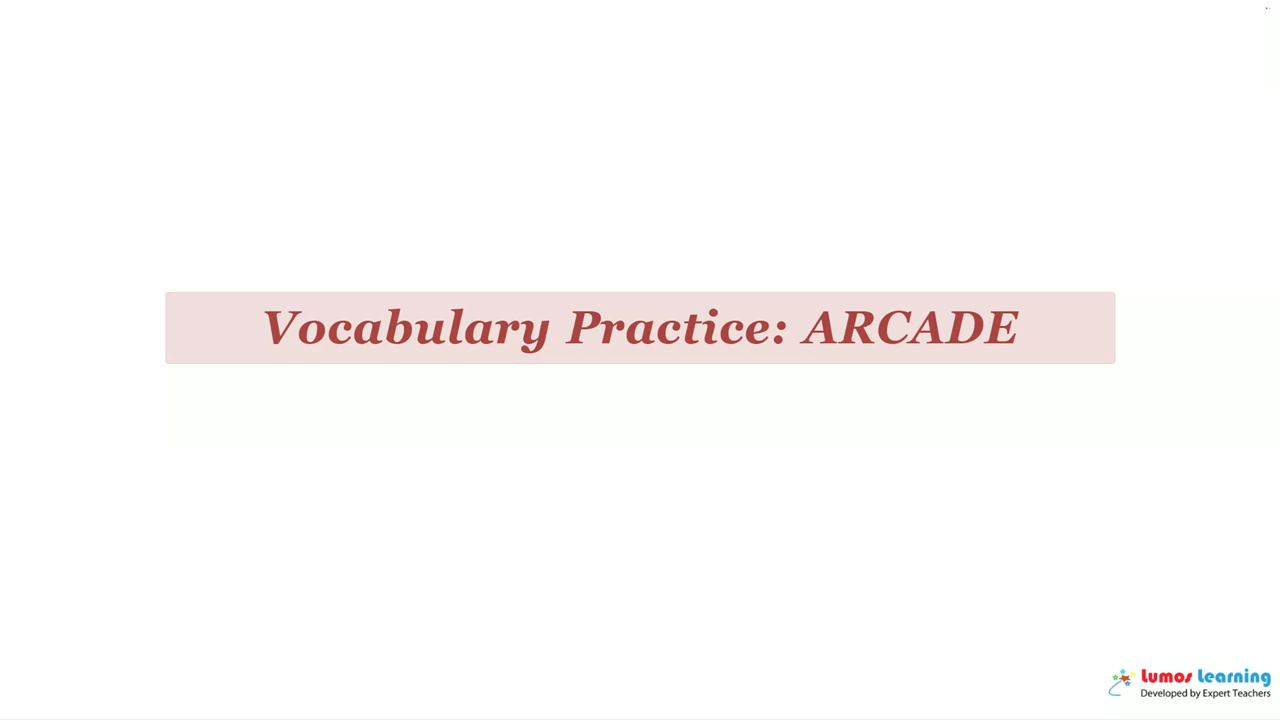 Vocabulary Practice: ARCADE
Lumos Learning
Developed by Expert Teachers